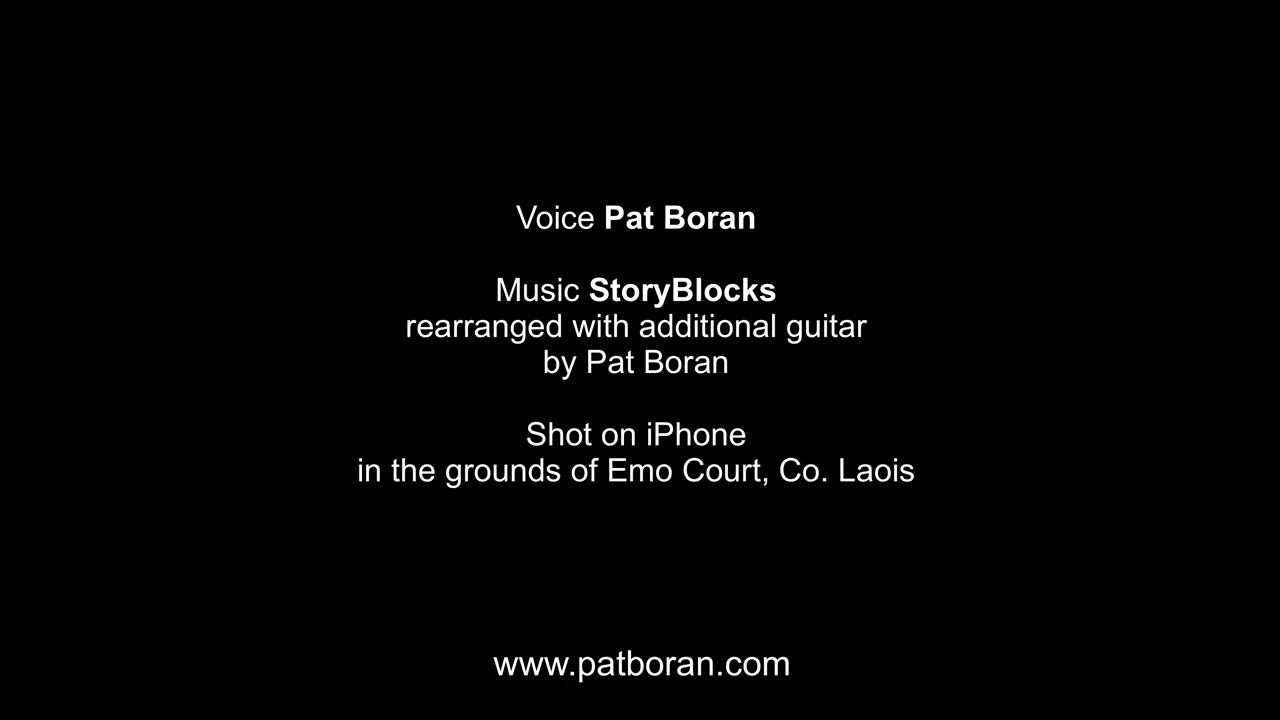 Voice Pat Boran
Music StoryBlocks
rearranged with additional guitar
by Pat Boran
Shot on iPhone
in the grounds of Emo Court, Co. Laois
www.patboran.com